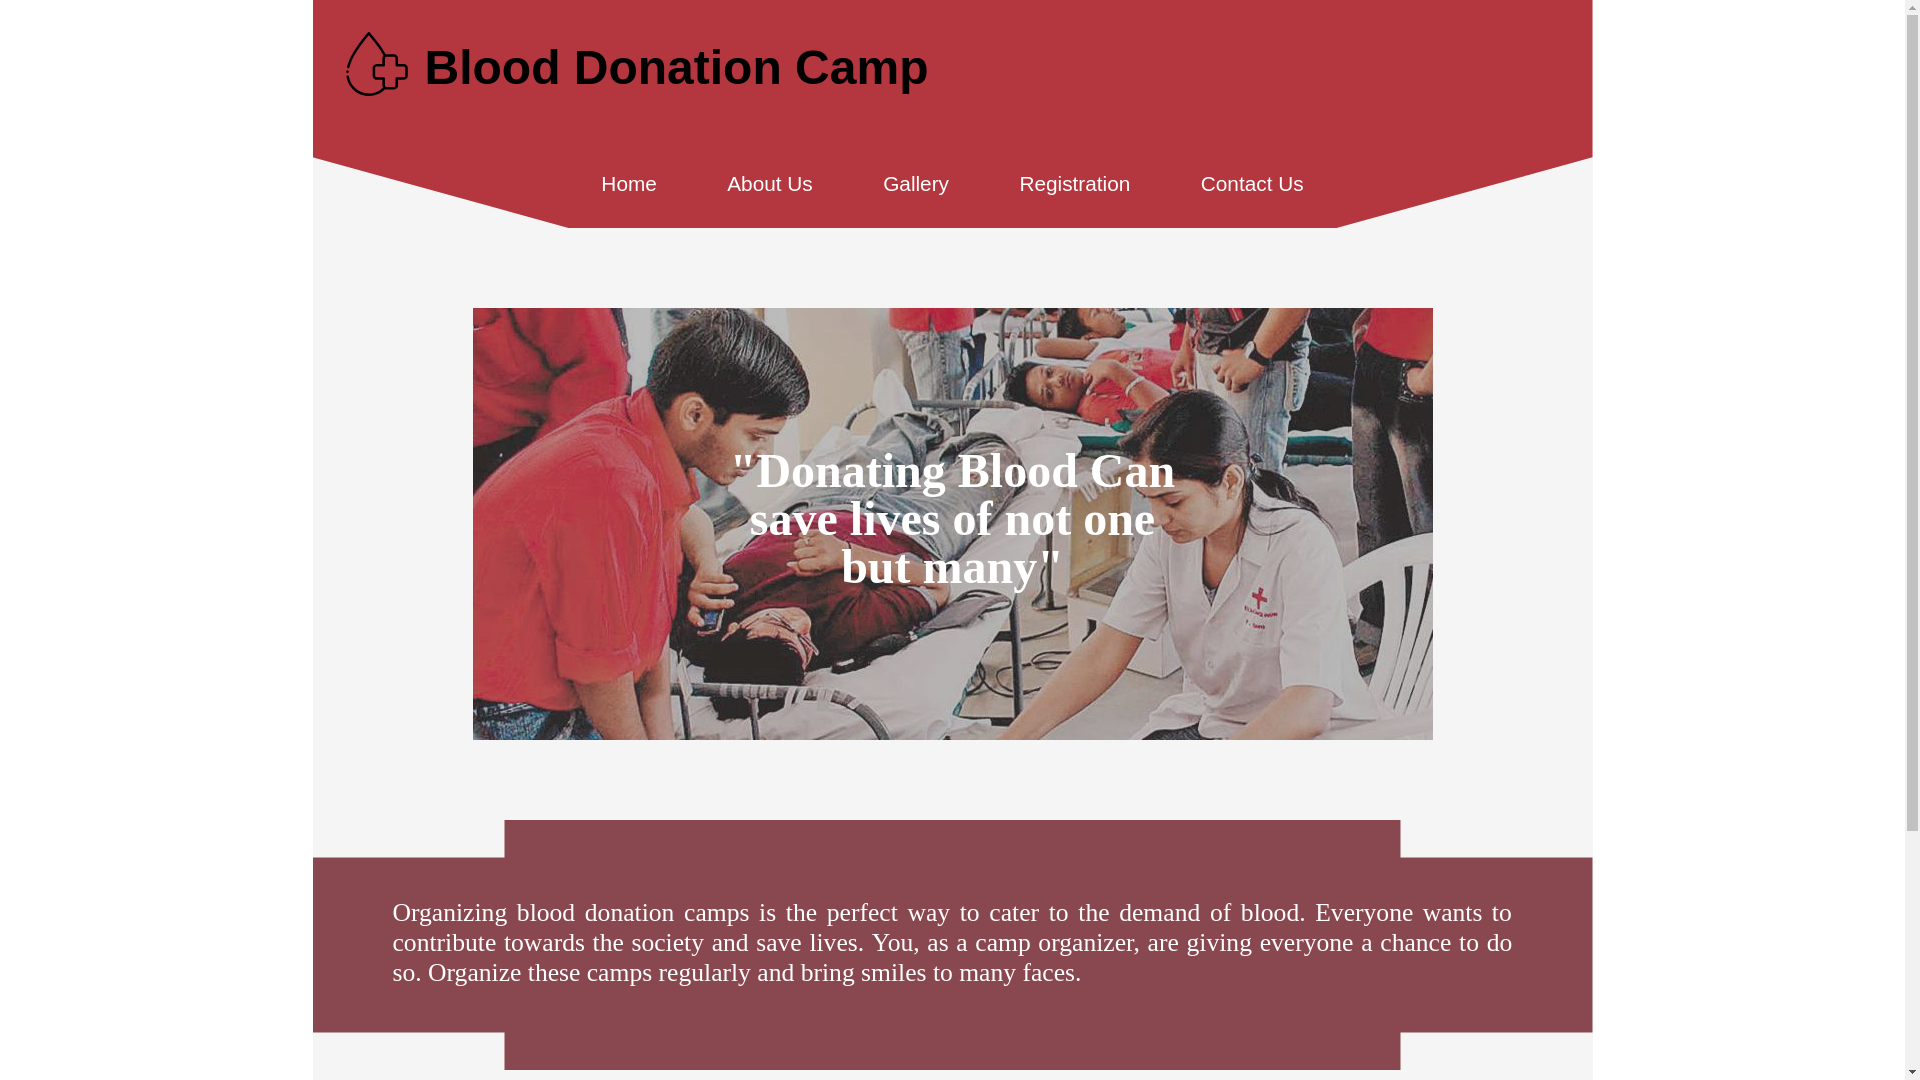 Blood Donation Camp
Home About Us Gallery Registration Contact Us
"Donating Blood Can
save lives of not one
but many"
Organizing blood donation camps is the perfect way to cater to the demand of blood. Everyone wants to
contribute towards the society and save lives. You, as a camp organizer, are giving everyone a chance to do
so. Organize these camps regularly and bring smiles to many faces.